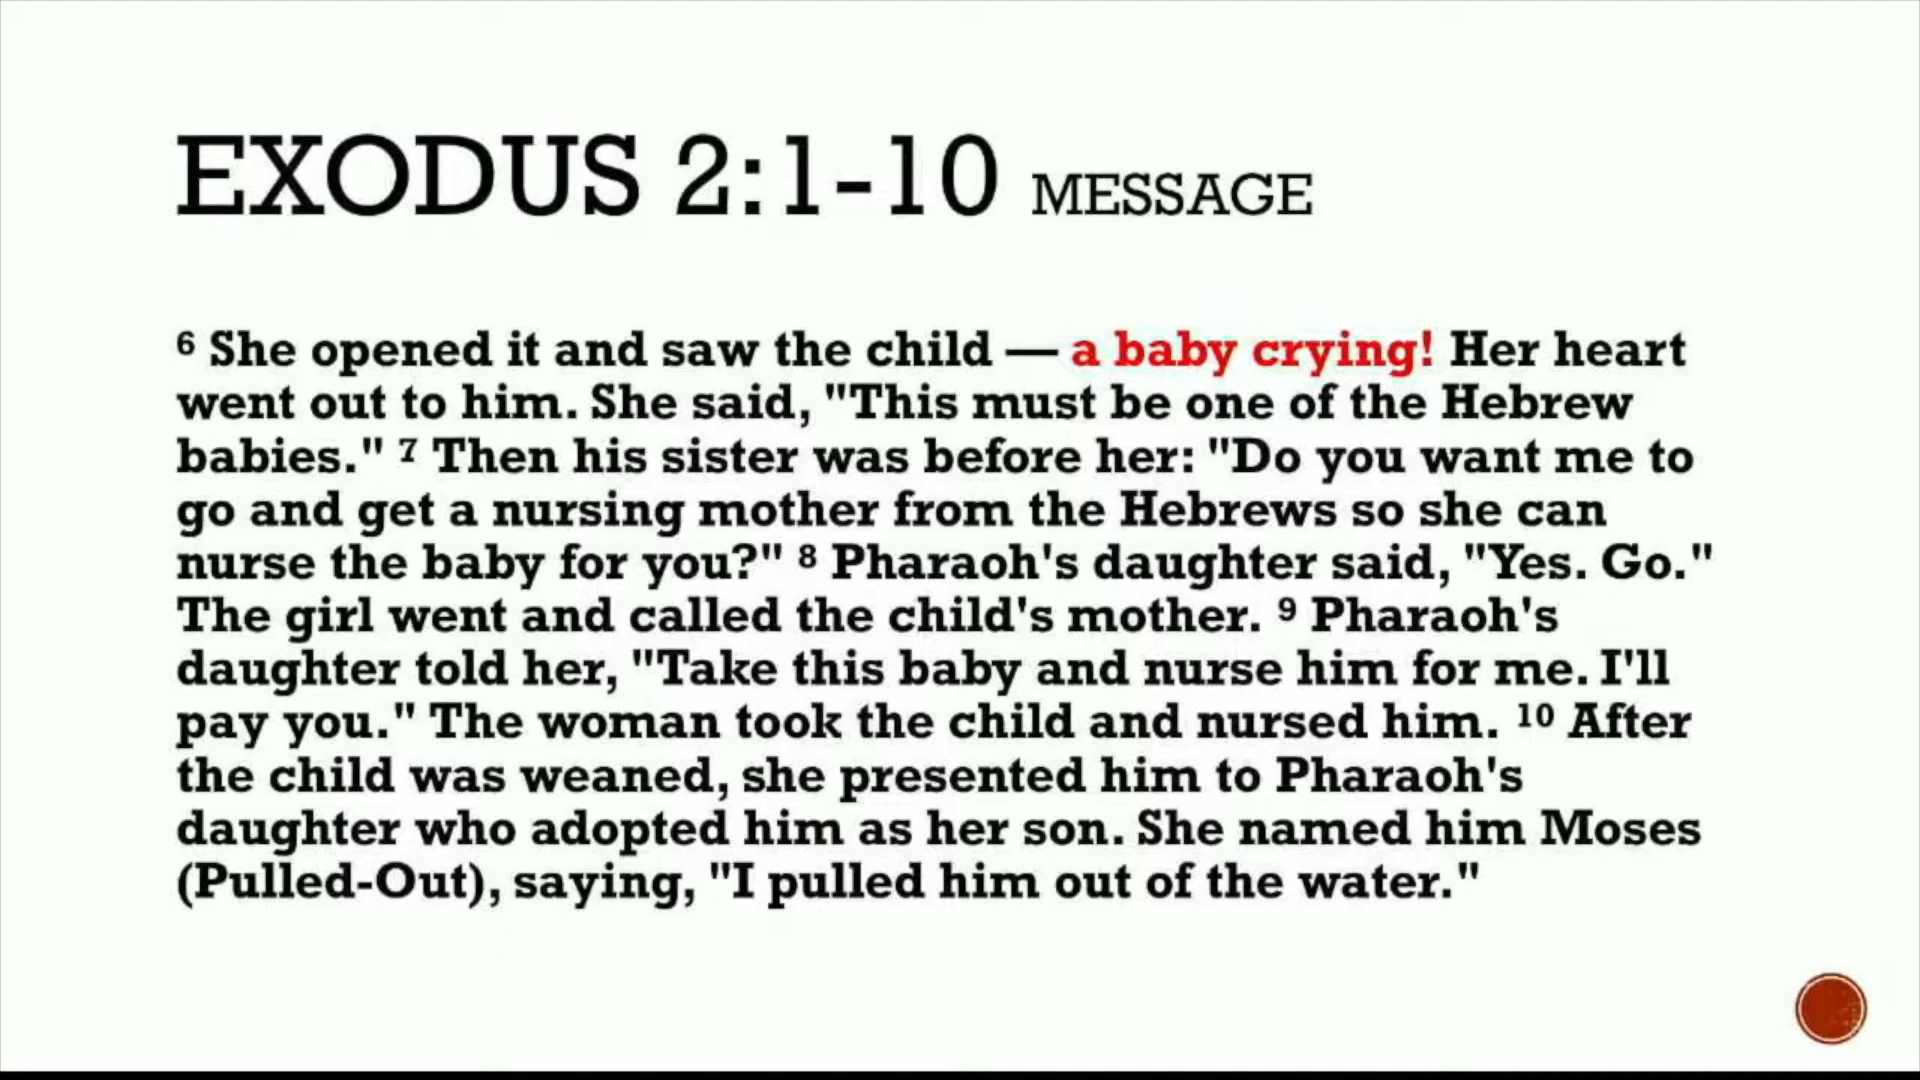 EXODUS 2:1-10 MESSAGE
⁶ She opened it and saw the child — a baby crying! Her heart
went out to him. She said, "This must be one of the Hebrew
babies." ⁷ Then his sister was before her: "Do you want me to
go and get a nursing mother from the Hebrews so she can
nurse the baby for you?" ⁸ Pharaoh's daughter said, "Yes. Go."
The girl went and called the child's mother. ⁹ Pharaoh's
daughter told her, "Take this baby and nurse him for me. I'll
pay you." The woman took the child and nursed him. ¹⁰ After
the child was weaned, she presented him to Pharaoh's
daughter who adopted him as her son. She named him Moses
(Pulled-Out), saying, "I pulled him out of the water."